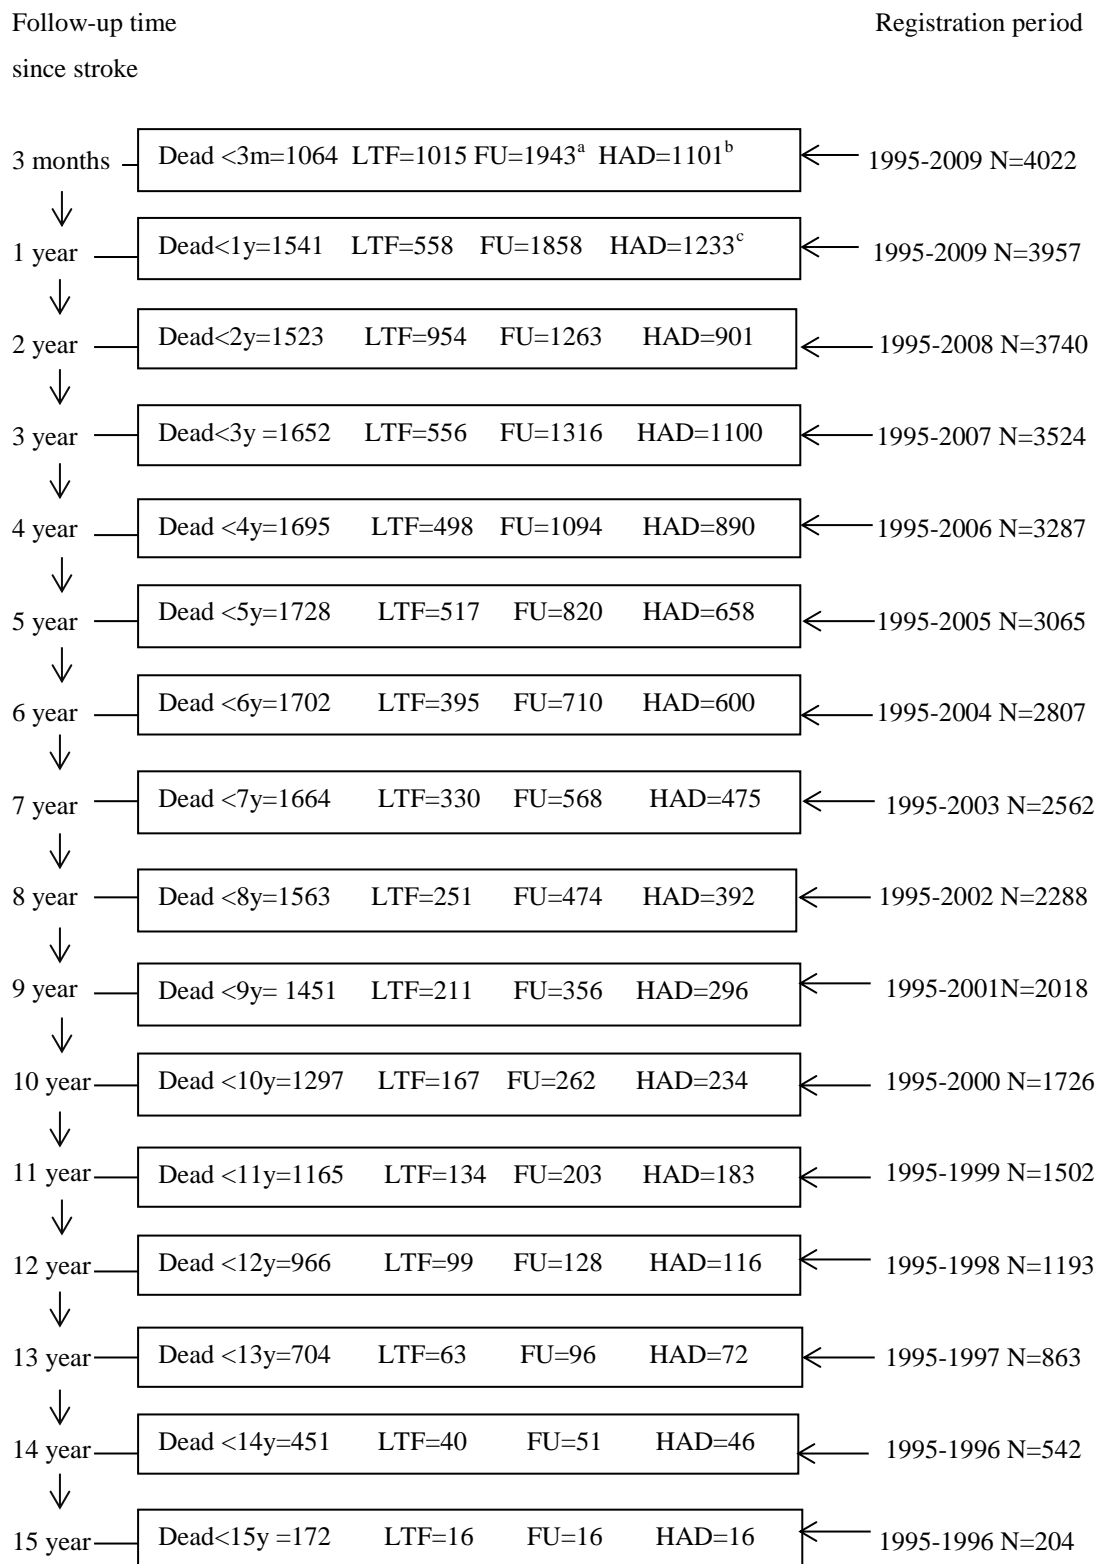 Follow-up time Registration period
since stroke
3 months Dead <3m=1064 LTF=1015 FU=1943ᵃ HAD=1101ᵇ 1995-2009 N=4022
1 year Dead<1y=1541 LTF=558 FU=1858 HAD=1233ᶜ 1995-2009 N=3957
2 year Dead<2y=1523 LTF=954 FU=1263 HAD=901 1995-2008 N=3740
3 year Dead<3y =1652 LTF=556 FU=1316 HAD=1100 1995-2007 N=3524
4 year Dead <4y=1695 LTF=498 FU=1094 HAD=890 1995-2006 N=3287
5 year Dead <5y=1728 LTF=517 FU=820 HAD=658 1995-2005 N=3065
6 year Dead <6y=1702 LTF=395 FU=710 HAD=600 1995-2004 N=2807
7 year Dead <7y=1664 LTF=330 FU=568 HAD=475 1995-2003 N=2562
8 year Dead <8y=1563 LTF=251 FU=474 HAD=392 1995-2002 N=2288
9 year Dead <9y= 1451 LTF=211 FU=356 HAD=296 1995-2001N=2018
10 year Dead <10y=1297 LTF=167 FU=262 HAD=234 1995-2000 N=1726
11 year Dead <11y=1165 LTF=134 FU=203 HAD=183 1995-1999 N=1502
12 year Dead <12y=966 LTF=99 FU=128 HAD=116 1995-1998 N=1193
13 year Dead <13y=704 LTF=63 FU=96 HAD=72 1995-1997 N=863
14 year Dead <14y=451 LTF=40 FU=51 HAD=46 1995-1996 N=542
15 year Dead<15y =172 LTF=16 FU=16 HAD=16 1995-1996 N=204